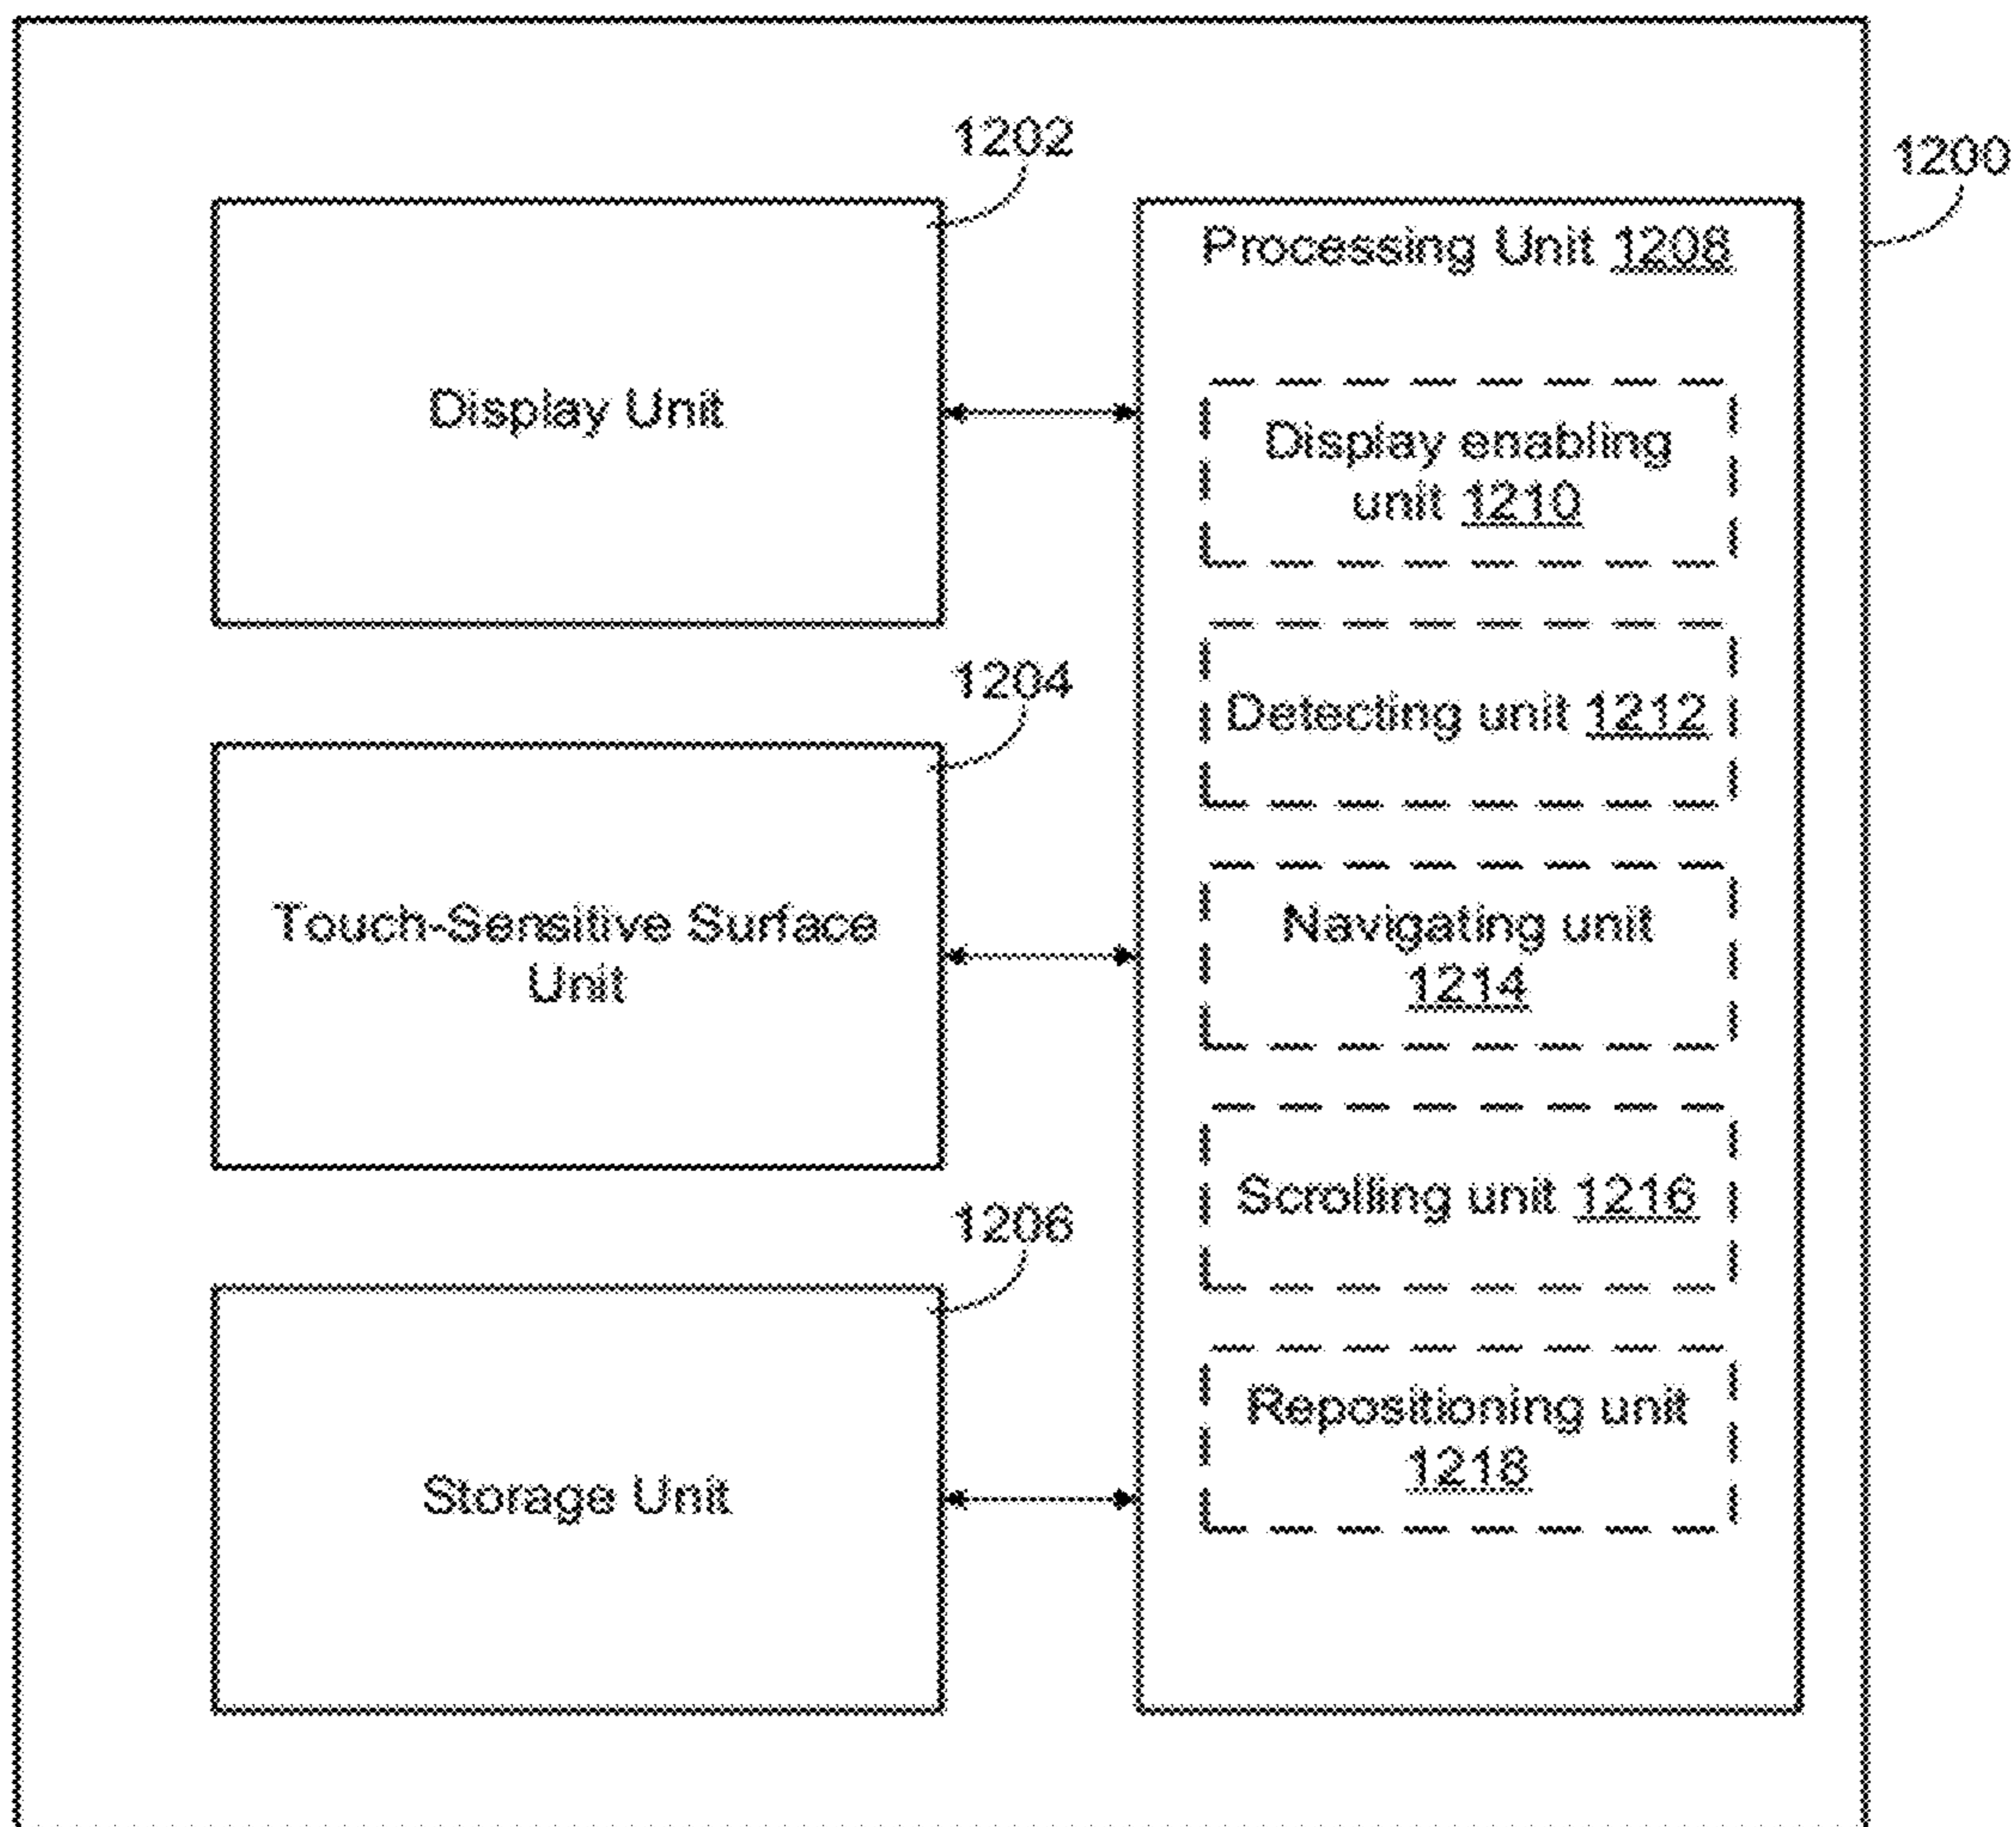 1202
1200
Display Unit
Processing Unit 1208
Display enabling
unit 1210
1204
Detecting unit 1212
Touch-Sensitive Surface
Unit
Navigating unit
1214
1206
Scrolling unit 1216
Storage Unit
Repositioning unit
1218